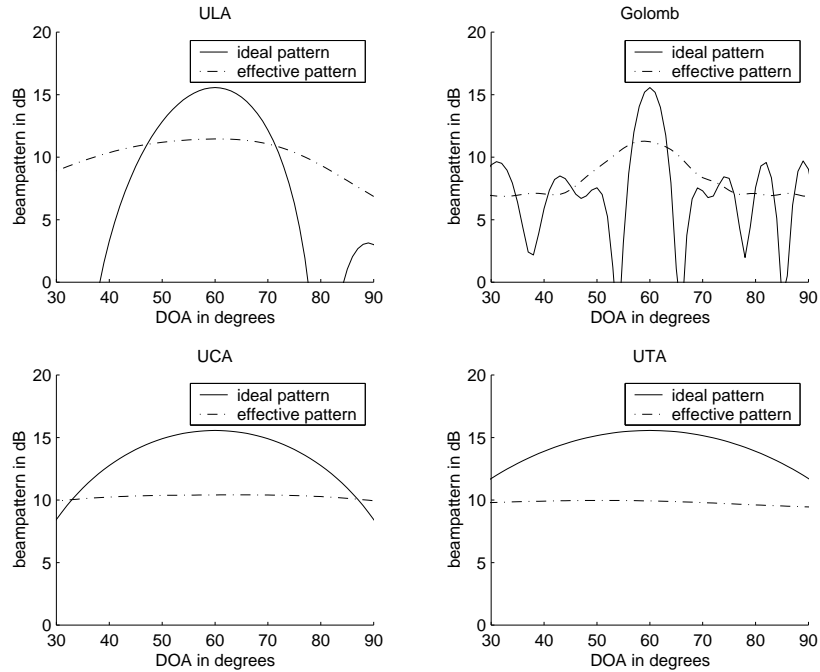 ULA
20
15
10
5
0
30 40 50 60 70 80 90
beampattern in dB
DOA in degrees
ideal pattern
effective pattern
Golomb
20
15
10
5
0
30 40 50 60 70 80 90
beampattern in dB
DOA in degrees
ideal pattern
effective pattern
UCA
20
15
10
5
0
30 40 50 60 70 80 90
beampattern in dB
DOA in degrees
ideal pattern
effective pattern
UTA
20
15
10
5
0
30 40 50 60 70 80 90
beampattern in dB
DOA in degrees
ideal pattern
effective pattern